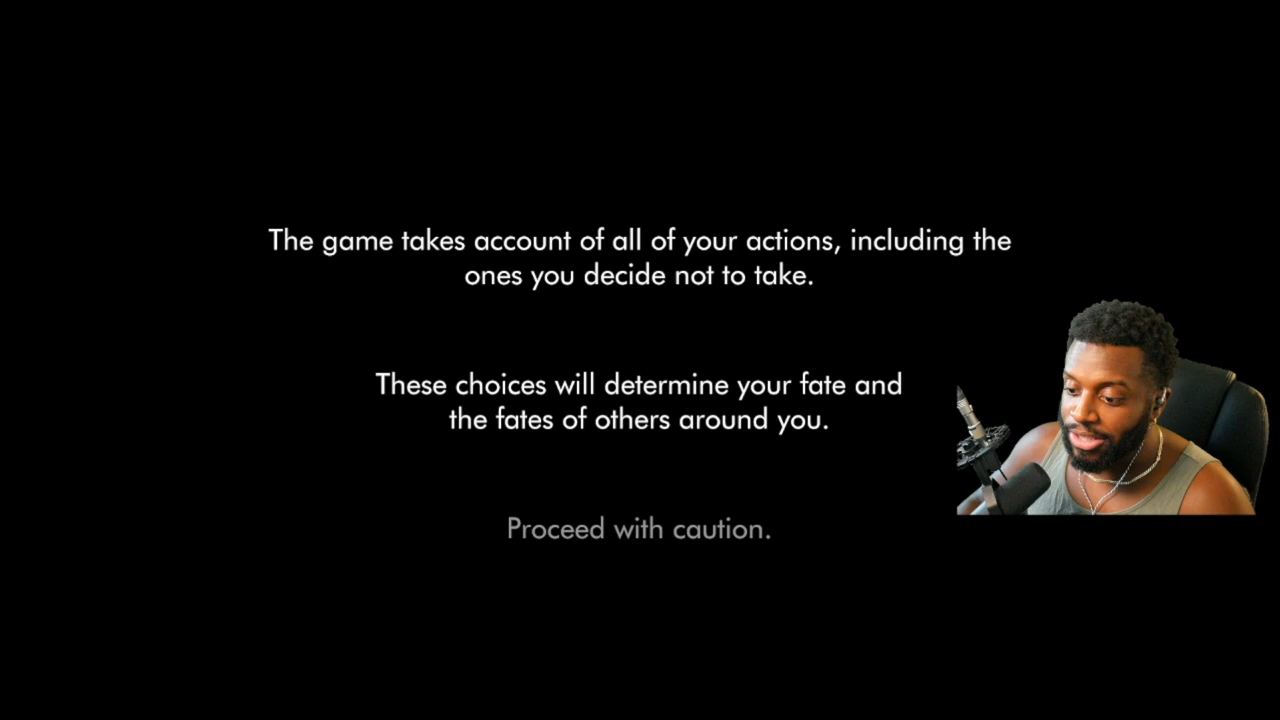 The game takes account of all of your actions, including the
ones you decide not to take.
These choices will determine your fate and
the fates of others around you.
Proceed with caution.